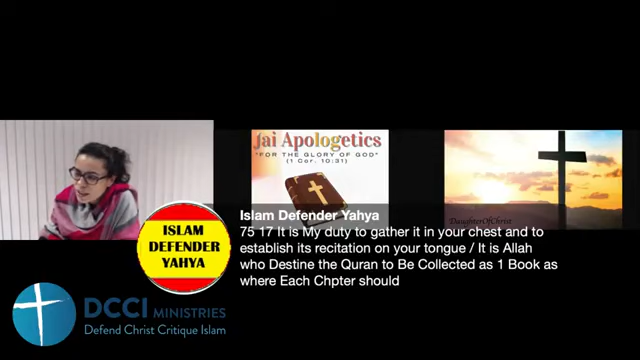 Jai Apologetics
"FOR THE GLORY OF GOD"
(1 Cor. 10:31)
DaughterOfChrist
ISLAM
DEFENDER
YAHYA
Islam Defender Yahya
75 17 It is My duty to gather it in your chest and to
establish its recitation on your tongue / It is Allah
who Destine the Quran to Be Collected as 1 Book as
where Each Chpter should
DCCI MINISTRIES
Defend Christ Critique Islam